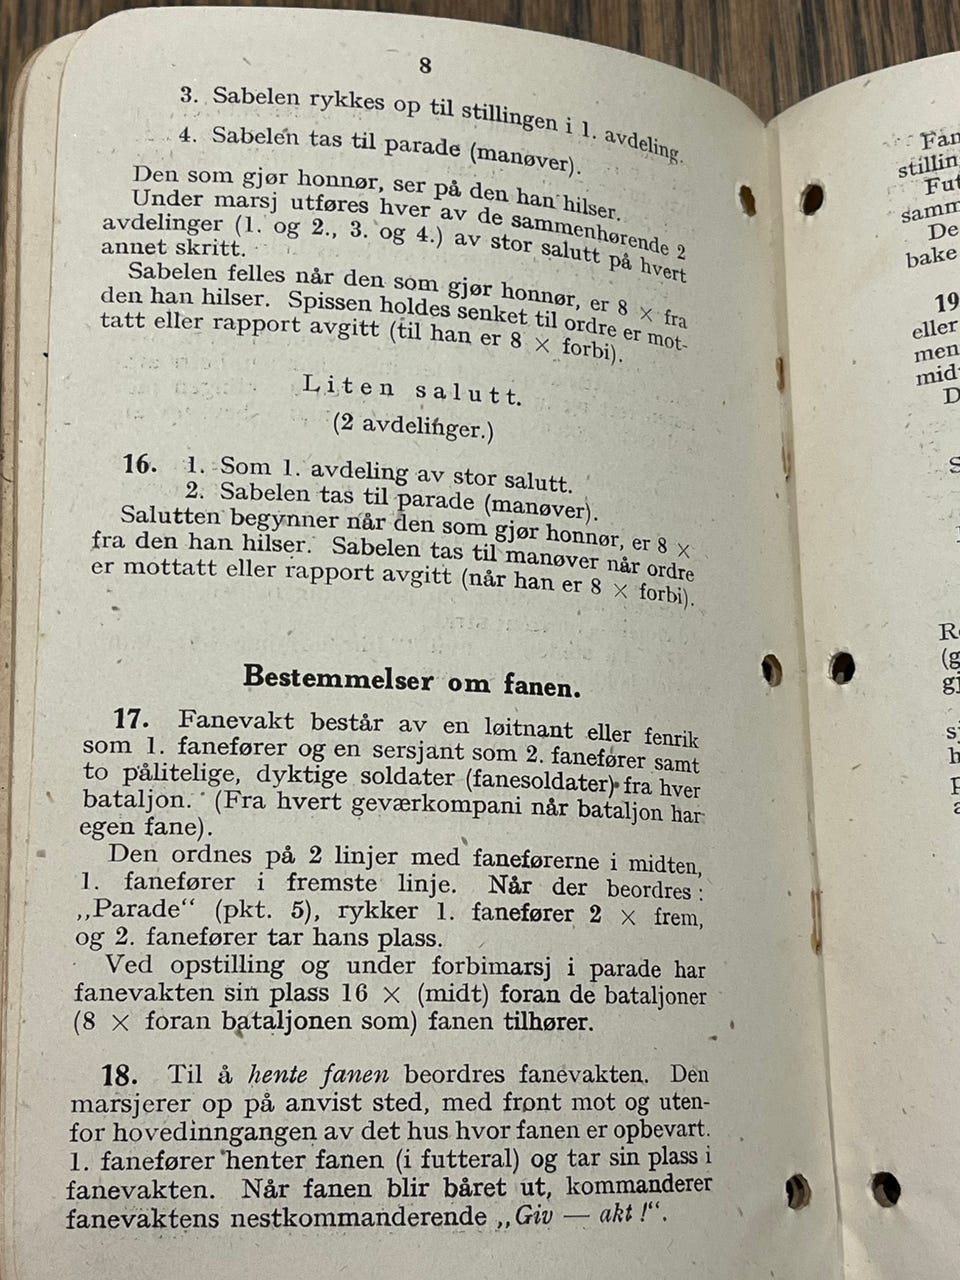 8
3. Sabelen rykkes op til stillingen i 1. avdeling.
4. Sabelen tas til parade (manøver).
Den som gjør honnør, ser på den han hilser.
Under marsj utføres hver av de sammenhørende 2
avdelinger (1. og 2., 3. og 4.) av stor salutt på hvert
annet skritt.
Sabelen felles når den som gjør honnør, er 8 × fra
den han hilser. Spissen holdes senket til ordre er mot-
tatt eller rapport avgitt (til han er 8 × forbi).
Liten salutt.
(2 avdelinger.)
16. 1. Som 1. avdeling av stor salutt.
2. Sabelen tas til parade (manøver).
Salutten begynner når den som gjør honnør, er 8 ×
fra den han hilser. Sabelen tas til manøver når ordre
er mottatt eller rapport avgitt (når han er 8 × forbi).
Bestemmelser om fanen.
17. Fanevakt består av en løitnant eller fenrik
som 1. fanefører og en sersjant som 2. fanefører samt
to pålitelige, dyktige soldater (fanesoldater) fra hver
bataljon. (Fra hvert geværkompani når bataljon har
egen fane).
Den ordnes på 2 linjer med faneførerne i midten,
1. fanefører i fremste linje. Når der beordres:
„Parade“ (pkt. 5), rykker 1. fanefører 2 × frem,
og 2. fanefører tar hans plass.
Ved opstilling og under forbimarsj i parade har
fanevakten sin plass 16 × (midt) foran de bataljoner
(8 × foran bataljonen som) fanen tilhører.
18. Til å hente fanen beordres fanevakten. Den
marsjerer op på anvist sted, med front mot og uten-
for hovedinngangen av det hus hvor fanen er opbevart.
1. fanefører henter fanen (i futteral) og tar sin plass i
fanevakten. Når fanen blir båret ut, kommanderer
fanevaktens nestkommanderende „Giv — akt!“.
De
bake
19
eller
men